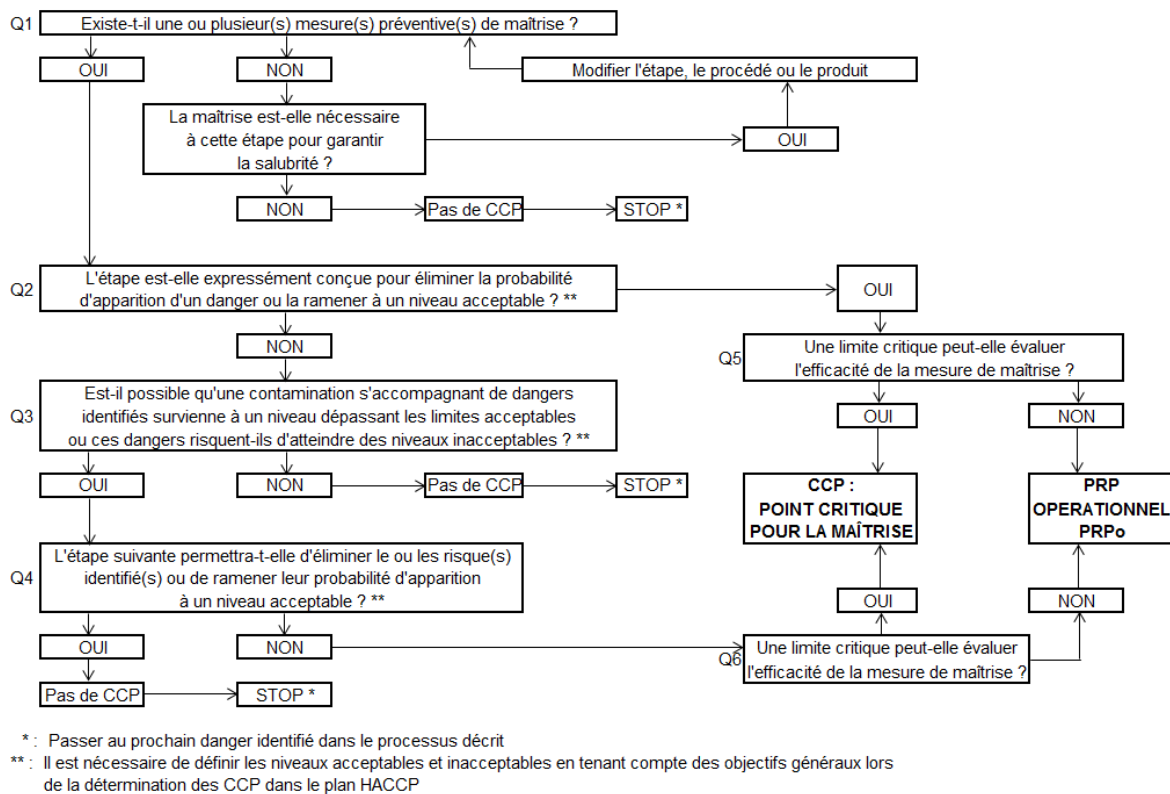 Q1
Existe-t-il une ou plusieur(s) mesure(s) préventive(s) de maîtrise ?
OUI
NON
Modifier l'étape, le procédé ou le produit
La maîtrise est-elle nécessaire
à cette étape pour garantir
la salubrité ?
OUI
NON
Pas de CCP
STOP *
Q2
L'étape est-elle expressément conçue pour éliminer la probabilité
d'apparition d'un danger ou la ramener à un niveau acceptable ? **
OUI
NON
Q5
Une limite critique peut-elle évaluer
l'efficacité de la mesure de maîtrise ?
Q3
Est-il possible qu'une contamination s'accompagnant de dangers
identifiés survienne à un niveau dépassant les limites acceptables
ou ces dangers risquent-ils d'atteindre des niveaux inacceptables ? **
OUI
NON
OUI
NON
Pas de CCP
STOP *
CCP :
POINT CRITIQUE
POUR LA MAÎTRISE
PRP
OPERATIONNEL
PRPo
Q4
L'étape suivante permettra-t-elle d'éliminer le ou les risque(s)
identifié(s) ou de ramener leur probabilité d'apparition
à un niveau acceptable ? **
OUI
NON
OUI
NON
Q6
Une limite critique peut-elle évaluer
l'efficacité de la mesure de maîtrise ?
Pas de CCP
STOP *
* : Passer au prochain danger identifié dans le processus décrit
** : Il est nécessaire de définir les niveaux acceptables et inacceptables en tenant compte des objectifs généraux lors
de la détermination des CCP dans le plan HACCP